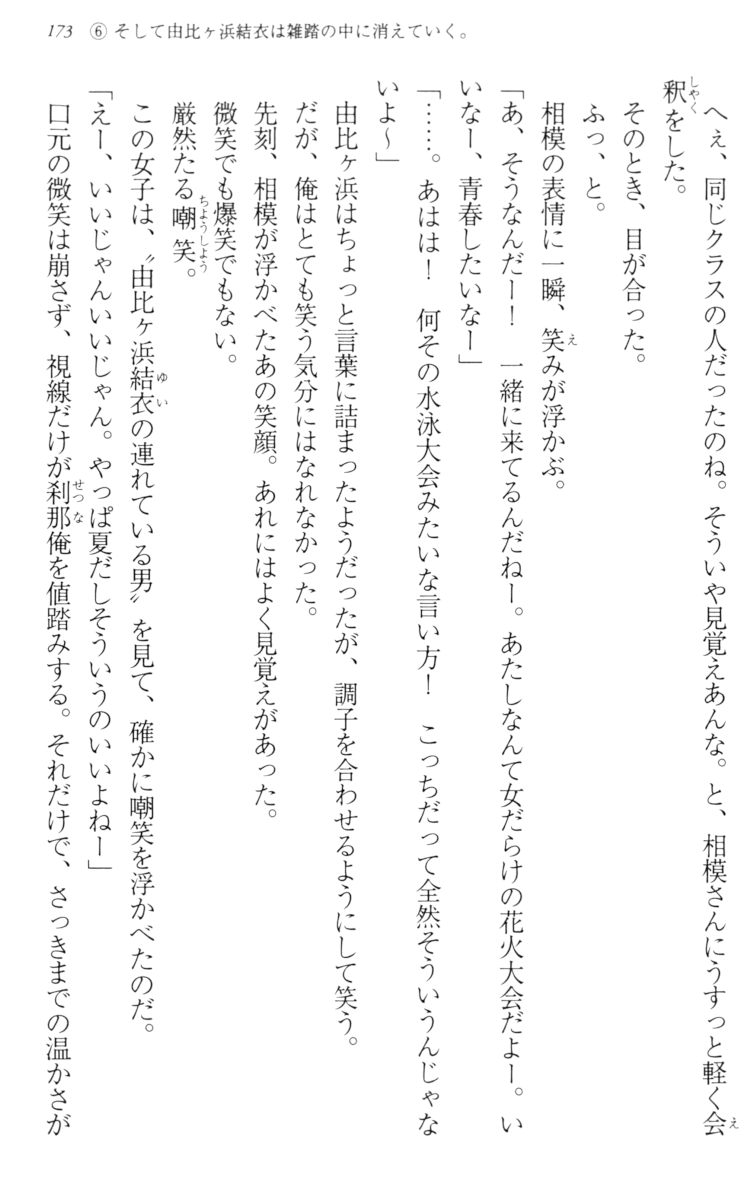 173 ⑥ そして由比ヶ浜結衣は雑踏の中に消えていく。
へぇ、同じクラスの人だったのね。そういや見覚えあんな。と、相模さんにうすっと軽く会
釈をした。
そのとき、目が合った。
ふっ、と。
相模の表情に一瞬、笑みが浮かぶ。
「あ、そうなんだー！　一緒に来てるんだねー。あたしなんて女だらけの花火大会だよー。い
いなー、青春したいなー」
「……。あはは！　何その水泳大会みたいな言い方！　こっちだって全然そういうんじゃな
いよ～」
由比ヶ浜はちょっと言葉に詰まったようだったが、調子を合わせるようにして笑う。
だが、俺はとても笑う気分にはなれなかった。
先刻、相模が浮かべたあの笑顔。あれにはよく見覚えがあった。
微笑でも爆笑でもない。
厳然たる嘲笑。
この女子は、〝由比ヶ浜結衣の連れている男〟を見て、確かに嘲笑を浮かべたのだ。
「えー、いいじゃんいいじゃん。やっぱ夏だしそういうのいいよねー」
口元の微笑は崩さず、視線だけが刹那俺を値踏みする。それだけで、さっきまでの温かさが